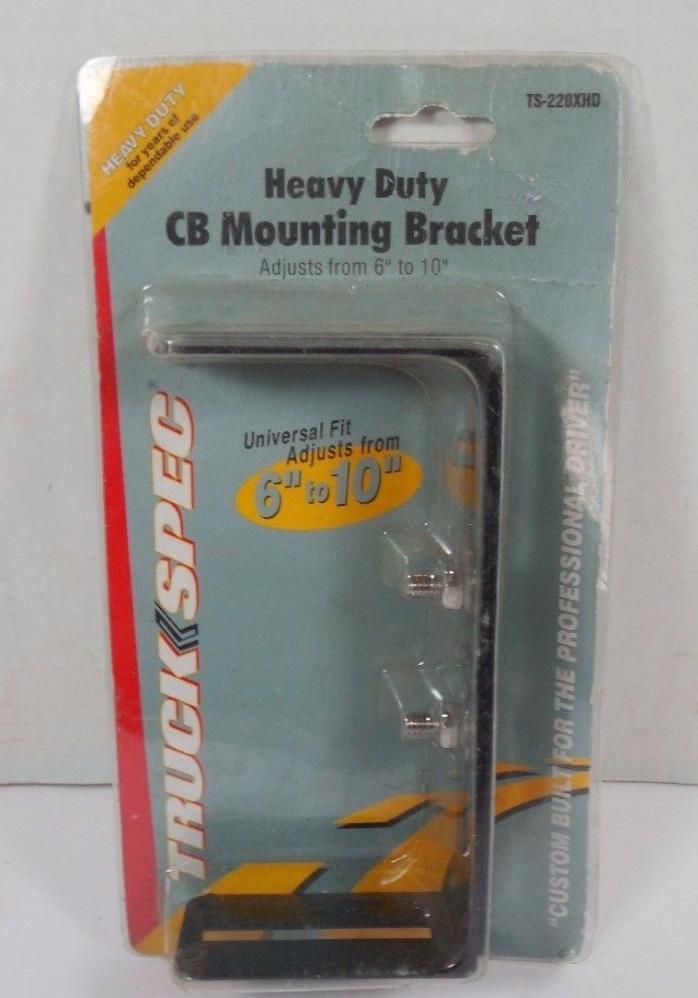 HEAVY DUTY
for years of
dependable use
TS-220XHD
Heavy Duty
CB Mounting Bracket
Adjusts from 6" to 10"
Universal Fit
Adjusts from
6" to 10"
TRUCK SPEC
"CUSTOM BUILT FOR THE PROFESSIONAL DRIVER"